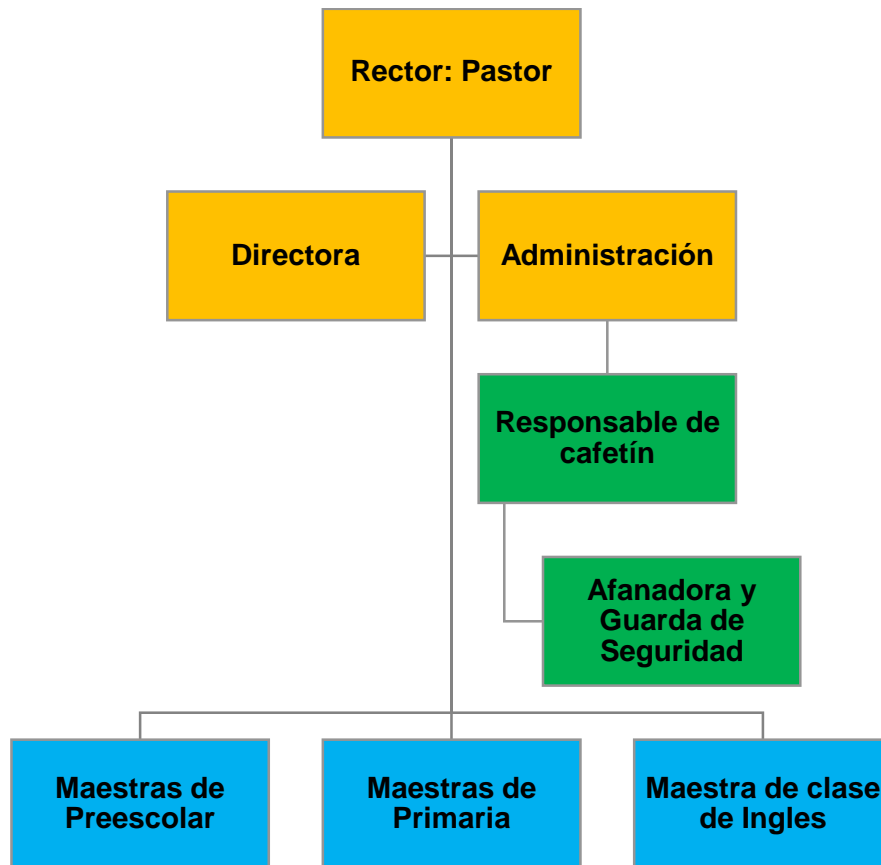 Rector: Pastor
Directora
Administración
Responsable de
cafetín
Afanadora y
Guarda de
Seguridad
Maestras de
Preescolar
Maestras de
Primaria
Maestra de clase
de Ingles